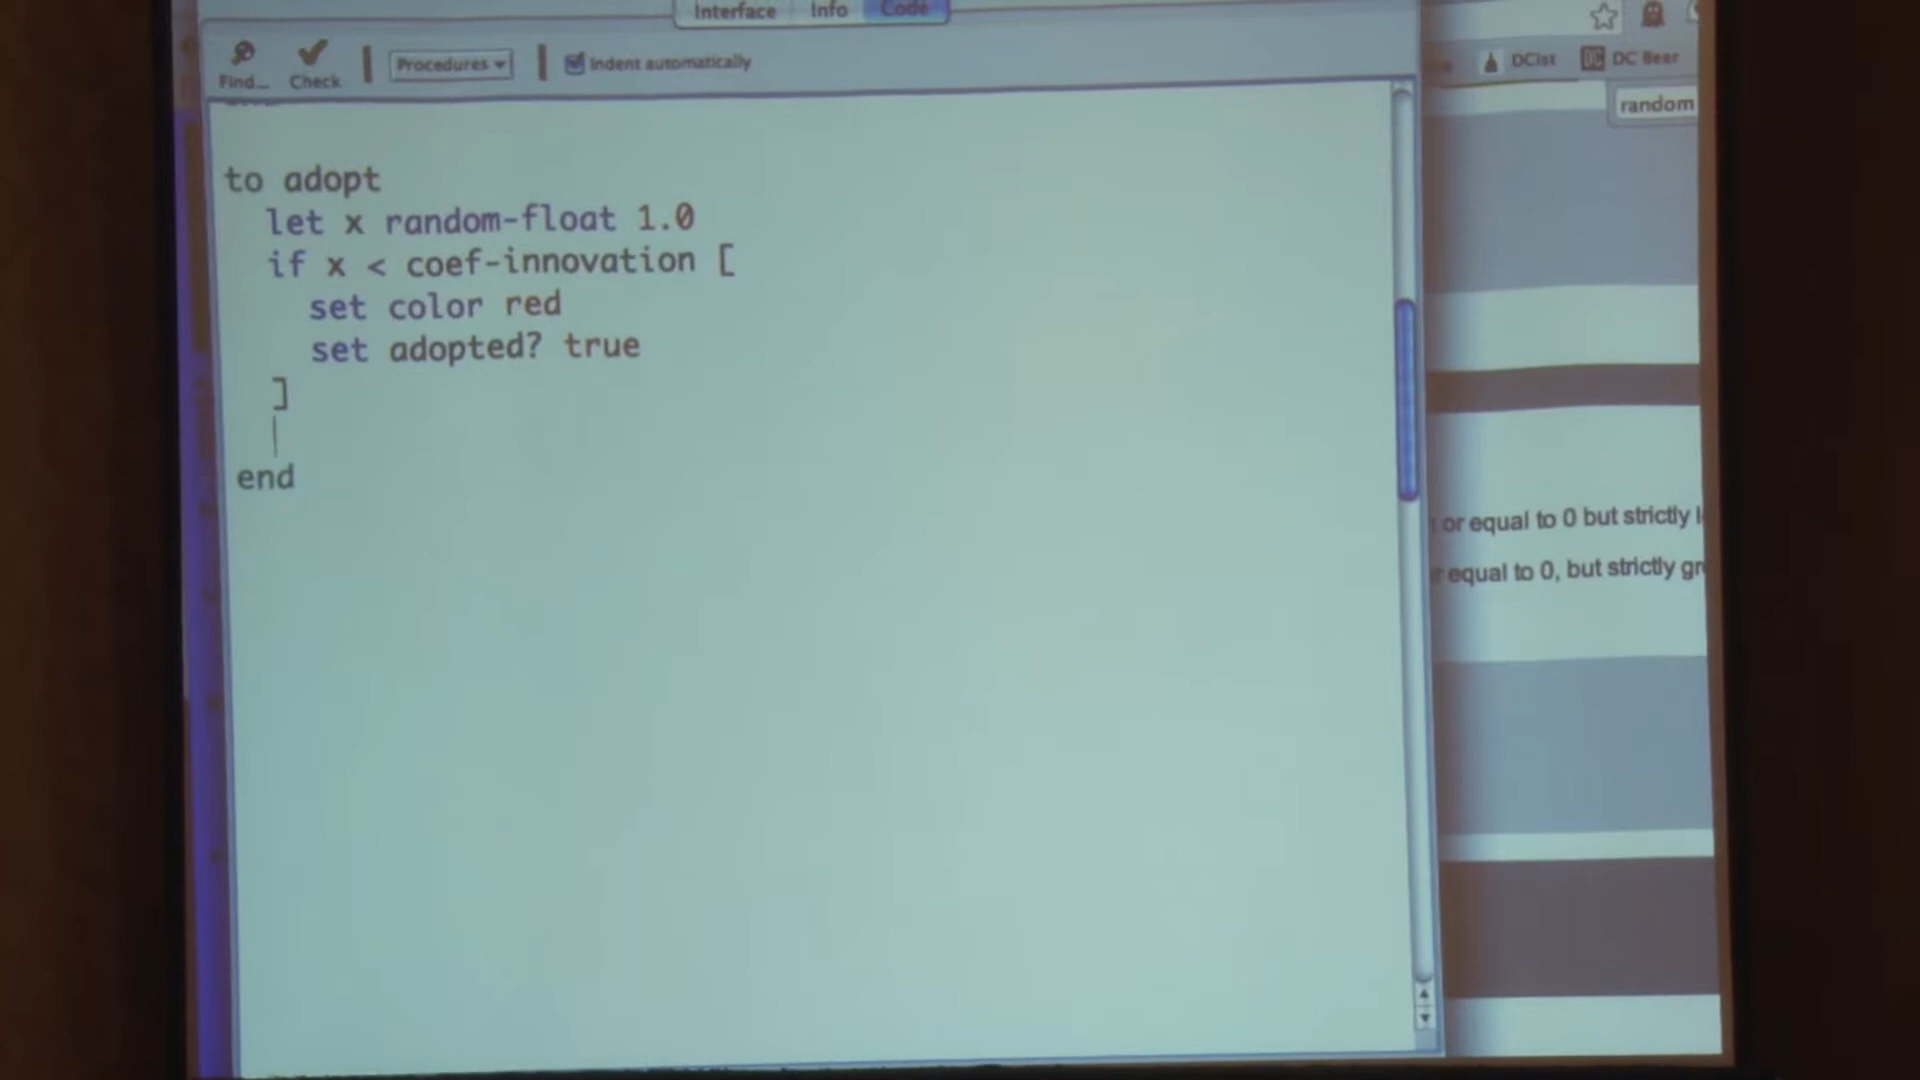 Interface Info Code
Find... Check Procedures Indent automatically
DCist DC Beer
random
to adopt
let x random-float 1.0
if x < coef-innovation [
set color red
set adopted? true
]
end
or equal to 0 but strictly
equal to 0, but strictly